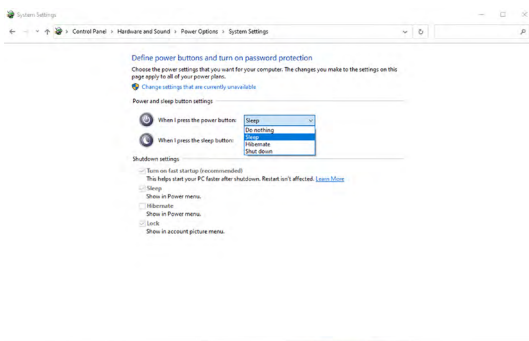 System Settings
Control Panel > Hardware and Sound > Power Options > System Settings
Define power buttons and turn on password protection
Choose the power settings that you want for your computer. The changes you make to the settings on this
page apply to all of your power plans.
Change settings that are currently unavailable
Power and sleep button settings
When I press the power button: Sleep
Do nothing
Sleep
When I press the sleep button: Hibernate
Shut down
Shutdown settings
Turn on fast startup (recommended)
This helps start your PC faster after shutdown. Restart isn't affected. Learn More
Sleep
Show in Power menu.
Hibernate
Show in Power menu.
Lock
Show in account picture menu.